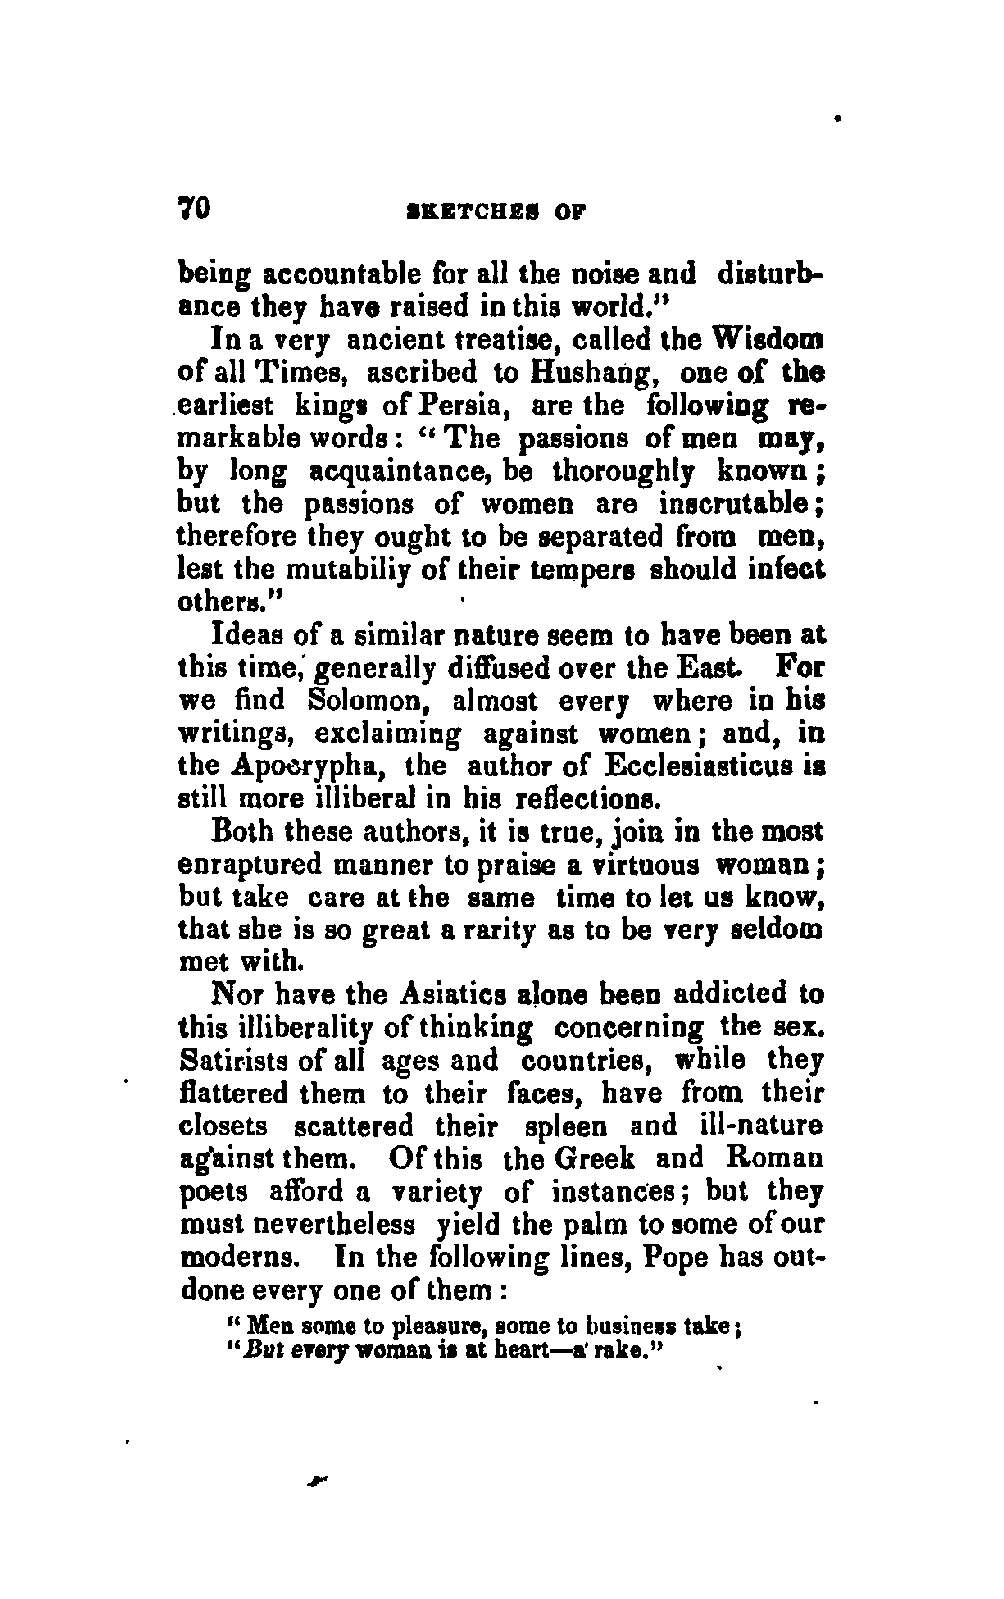 70 SKETCHES OF
being accountable for all the noise and disturb-
ance they have raised in this world."
In a very ancient treatise, called the Wisdom
of all Times, ascribed to Hushang, one of the
earliest kings of Persia, are the following re-
markable words: "The passions of men may,
by long acquaintance, be thoroughly known;
but the passions of women are inscrutable;
therefore they ought to be separated from men,
lest the mutabiliy of their tempers should infect
others."
Ideas of a similar nature seem to have been at
this time, generally diffused over the East. For
we find Solomon, almost every where in his
writings, exclaiming against women; and, in
the Apocrypha, the author of Ecclesiasticus is
still more illiberal in his reflections.
Both these authors, it is true, join in the most
enraptured manner to praise a virtuous woman;
but take care at the same time to let us know,
that she is so great a rarity as to be very seldom
met with.
Nor have the Asiatics alone been addicted to
this illiberality of thinking concerning the sex.
Satirists of all ages and countries, while they
flattered them to their faces, have from their
closets scattered their spleen and ill-nature
against them. Of this the Greek and Roman
poets afford a variety of instances; but they
must nevertheless yield the palm to some of our
moderns. In the following lines, Pope has out-
done every one of them:
"Men some to pleasure, some to business take;
"But every woman is at heart—a rake."